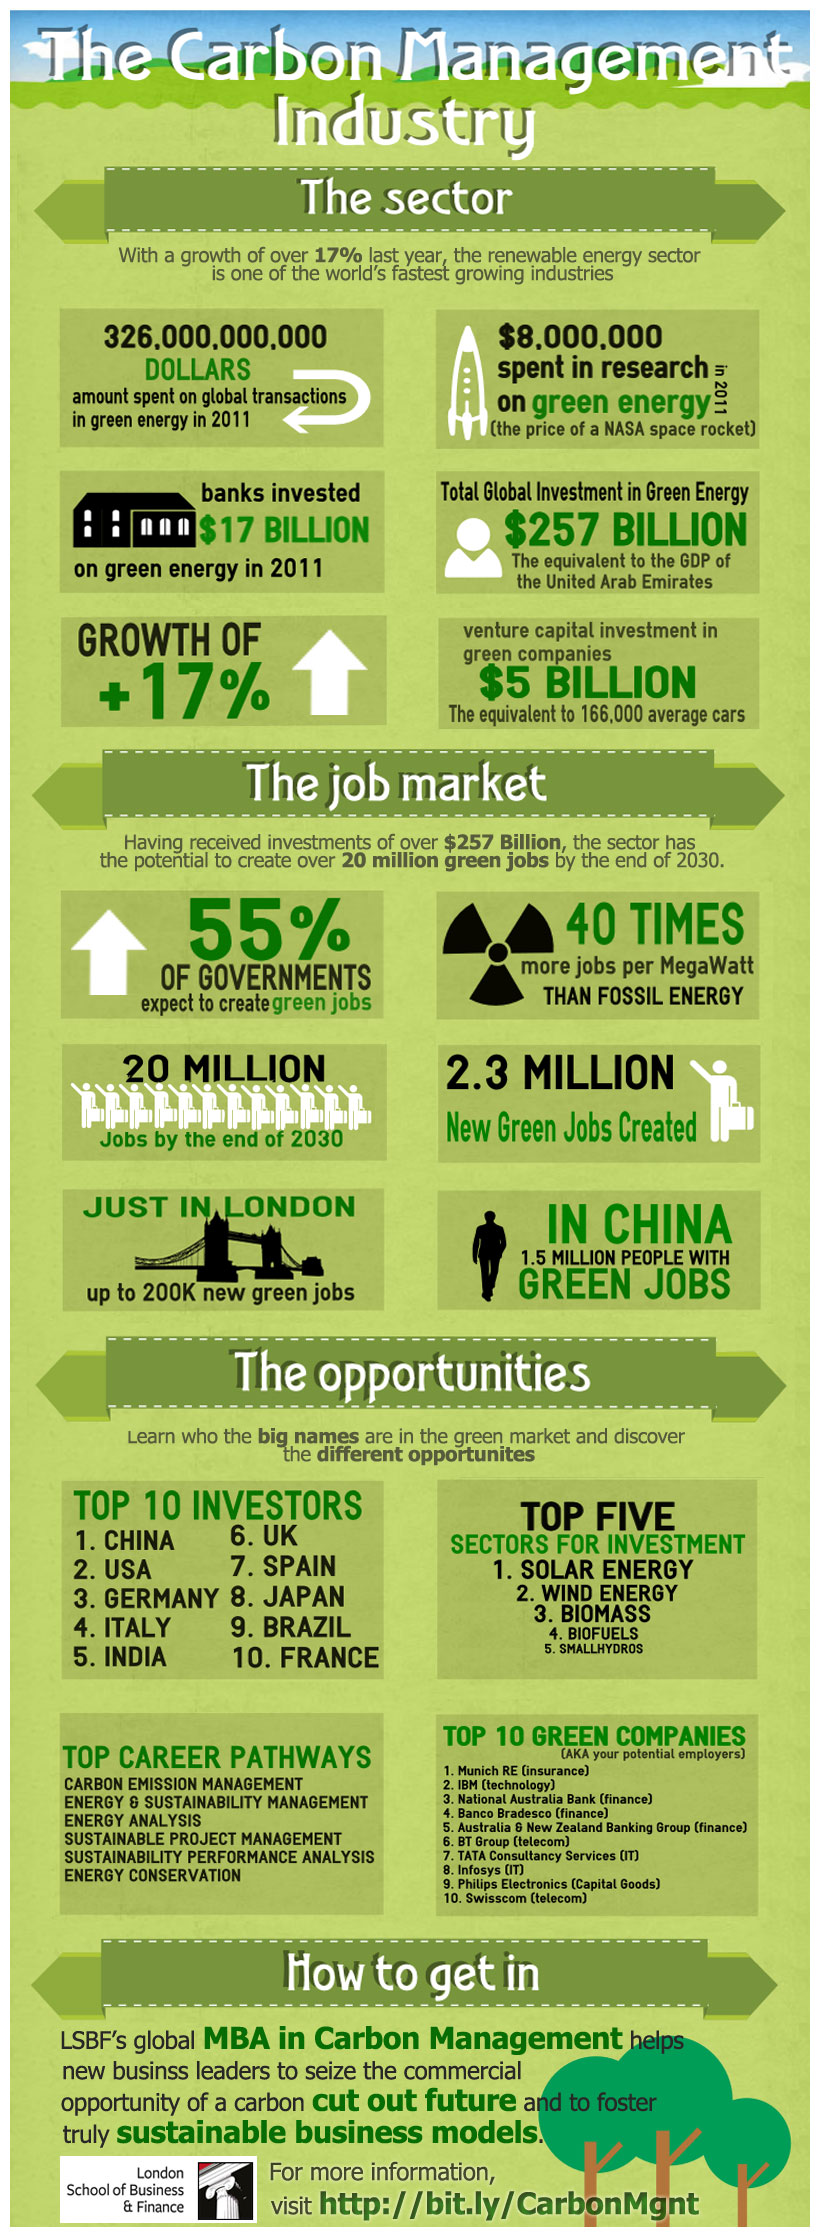 The Carbon Management
Industry
The sector
With a growth of over 17% last year, the renewable energy sector
is one of the world's fastest growing industries
326.000.000.000
DOLLARS
amount spent on global transactions
in green energy in 2011
$8.000.000
spent in research
on green energy
in 2011
(the price of a NASA space rocket)
banks invested
$17 BILLION
on green energy in 2011
Total Global Investment in Green Energy
$257 BILLION
The equivalent to the GDP of
the United Arab Emirates
GROWTH OF
+17%
venture capital investment in
green companies
$5 BILLION
The equivalent to 166,000 average cars
The job market
Having received investments of over $257 Billion, the sector has
the potential to create over 20 million green jobs by the end of 2030.
55%
OF GOVERNMENTS
expect to create green jobs
40 TIMES
more jobs per MegaWatt
THAN FOSSIL ENERGY
20 MILLION
Jobs by the end of 2030
2.3 MILLION
New Green Jobs Created
JUST IN LONDON
up to 200K new green jobs
IN CHINA
1.5 MILLION PEOPLE WITH
GREEN JOBS
The opportunities
Learn who the big names are in the green market and discover
the different opportunites
TOP 10 INVESTORS
1. CHINA
2. USA
3. GERMANY
4. ITALY
5. INDIA
6. UK
7. SPAIN
8. JAPAN
9. BRAZIL
10. FRANCE
TOP FIVE
SECTORS FOR INVESTMENT
1. SOLAR ENERGY
2. WIND ENERGY
3. BIOMASS
4. BIOFUELS
5. SMALLHYDROS
TOP CAREER PATHWAYS
CARBON EMISSION MANAGEMENT
ENERGY & SUSTAINABILITY MANAGEMENT
ENERGY ANALYSIS
SUSTAINABLE PROJECT MANAGEMENT
SUSTAINABILITY PERFORMANCE ANALYSIS
ENERGY CONSERVATION
TOP 10 GREEN COMPANIES
(AKA your potential employers)
1. Munich RE (insurance)
2. IBM (technology)
3. National Australia Bank (finance)
4. Banco Bradesco (finance)
5. Australia & New Zealand Banking Group (finance)
6. BT Group (telecom)
7. TATA Consultancy Services (IT)
8. Infosys (IT)
9. Philips Electronics (Capital Goods)
10. Swisscom (telecom)
How to get in
LSBF's global MBA in Carbon Management helps
new businss leaders to seize the commercial
opportunity of a carbon cut out future and to foster
truly sustainable business models.
London
School of Business
& Finance
For more information,
visit http://bit.ly/CarbonMgnt